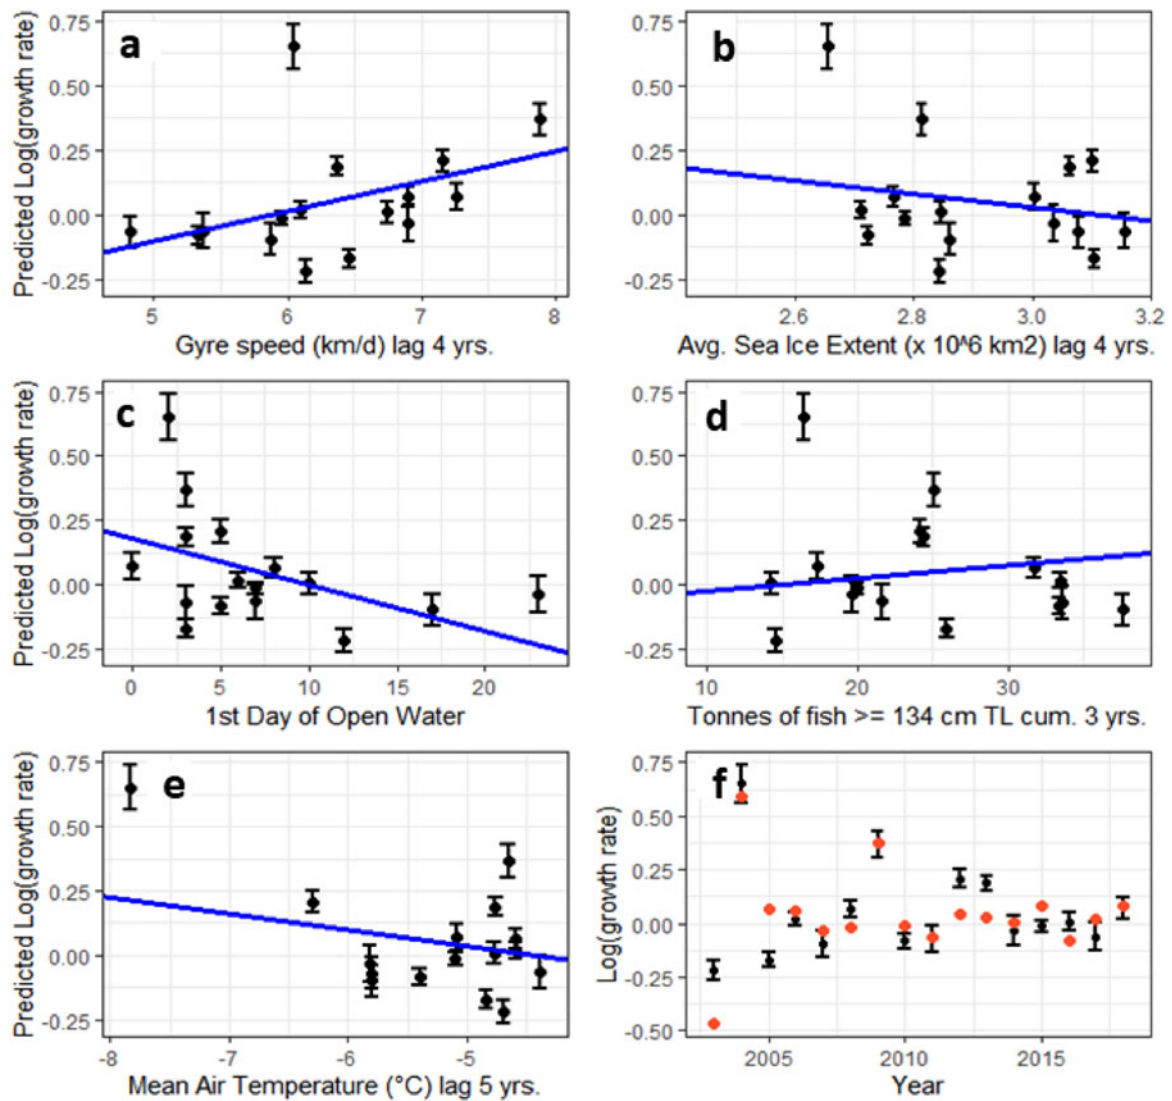 a
Predicted Log(growth rate)
0.75
0.50
0.25
0.00
-0.25
5 6 7 8
Gyre speed (km/d) lag 4 yrs.
b
0.75
0.50
0.25
0.00
-0.25
2.6 2.8 3.0 3.2
Avg. Sea Ice Extent (x 10^6 km2) lag 4 yrs.
c
Predicted Log(growth rate)
0.75
0.50
0.25
0.00
-0.25
0 5 10 15 20
1st Day of Open Water
d
0.75
0.50
0.25
0.00
-0.25
10 20 30
Tonnes of fish >= 134 cm TL cum. 3 yrs.
e
Predicted Log(growth rate)
0.75
0.50
0.25
0.00
-0.25
-8 -7 -6 -5
Mean Air Temperature (°C) lag 5 yrs.
f
Log(growth rate)
0.75
0.50
0.25
0.00
-0.25
-0.50
2005 2010 2015
Year